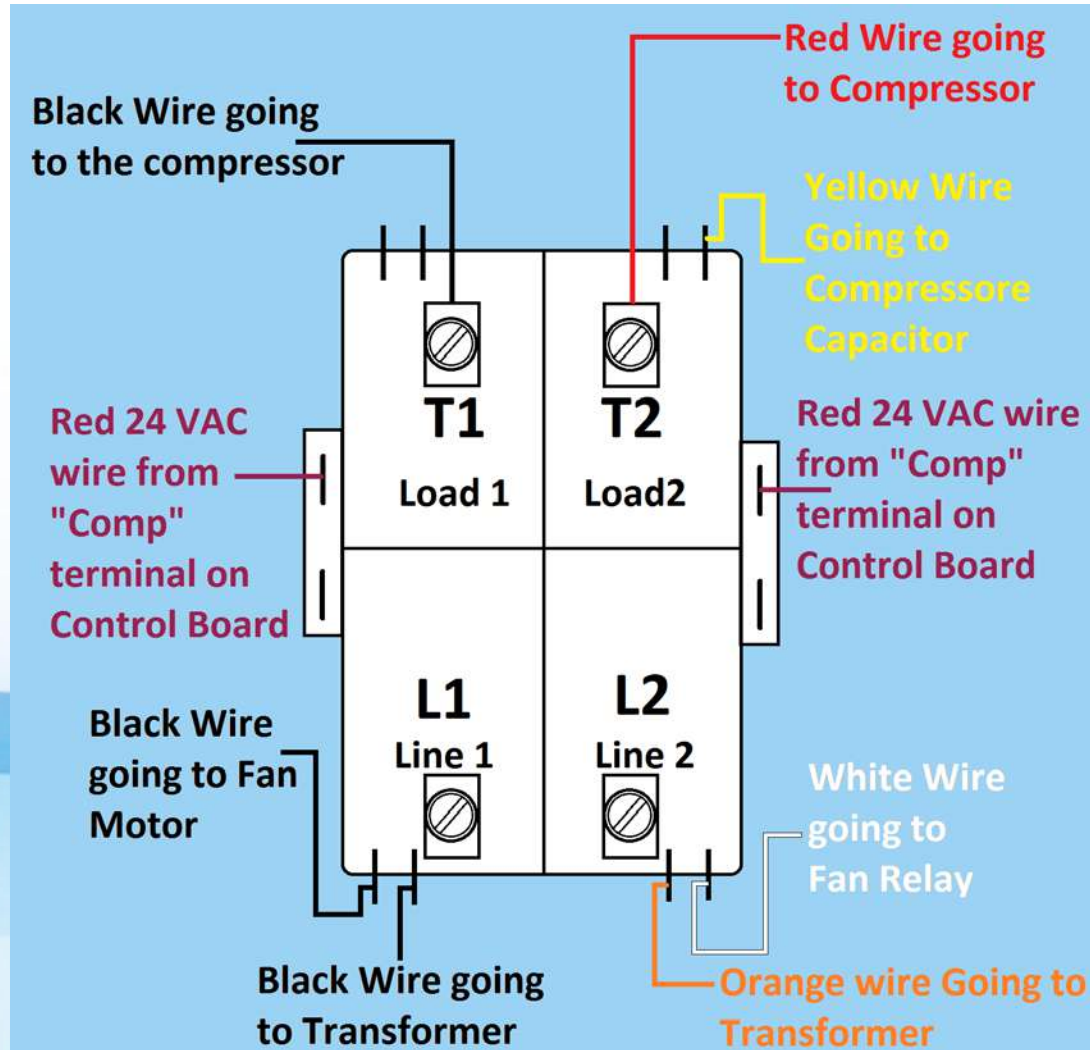 Red Wire going
to Compressor
Black Wire going
to the compressor
Yellow Wire
Going to
Compressore
Capacitor
T1
T2
Load 1
Load2
Red 24 VAC
wire from
"Comp"
terminal on
Control Board
Red 24 VAC wire
from "Comp"
terminal on
Control Board
L1
L2
Line 1
Line 2
Black Wire
going to Fan
Motor
White Wire
going to
Fan Relay
Black Wire going
to Transformer
Orange wire Going to
Transformer